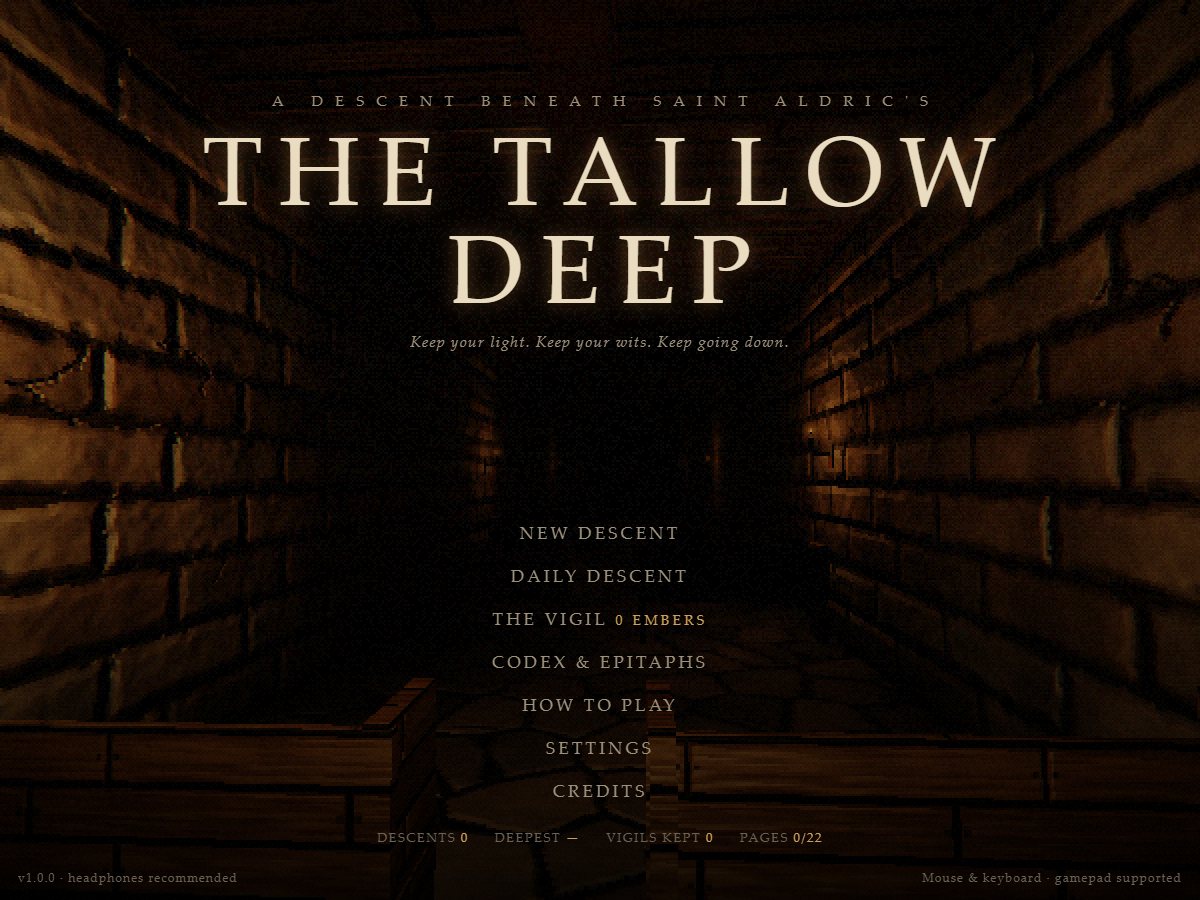 A DESCENT BENEATH SAINT ALDRIC'S
THE TALLOW
DEEP
Keep your light. Keep your wits. Keep going down.
NEW DESCENT
DAILY DESCENT
THE VIGIL 0 EMBERS
CODEX & EPITAPHS
HOW TO PLAY
SETTINGS
CREDITS
DESCENTS 0 DEEPEST — VIGILS KEPT 0 PAGES 0/22
v1.0.0 · headphones recommended
Mouse & keyboard · gamepad supported